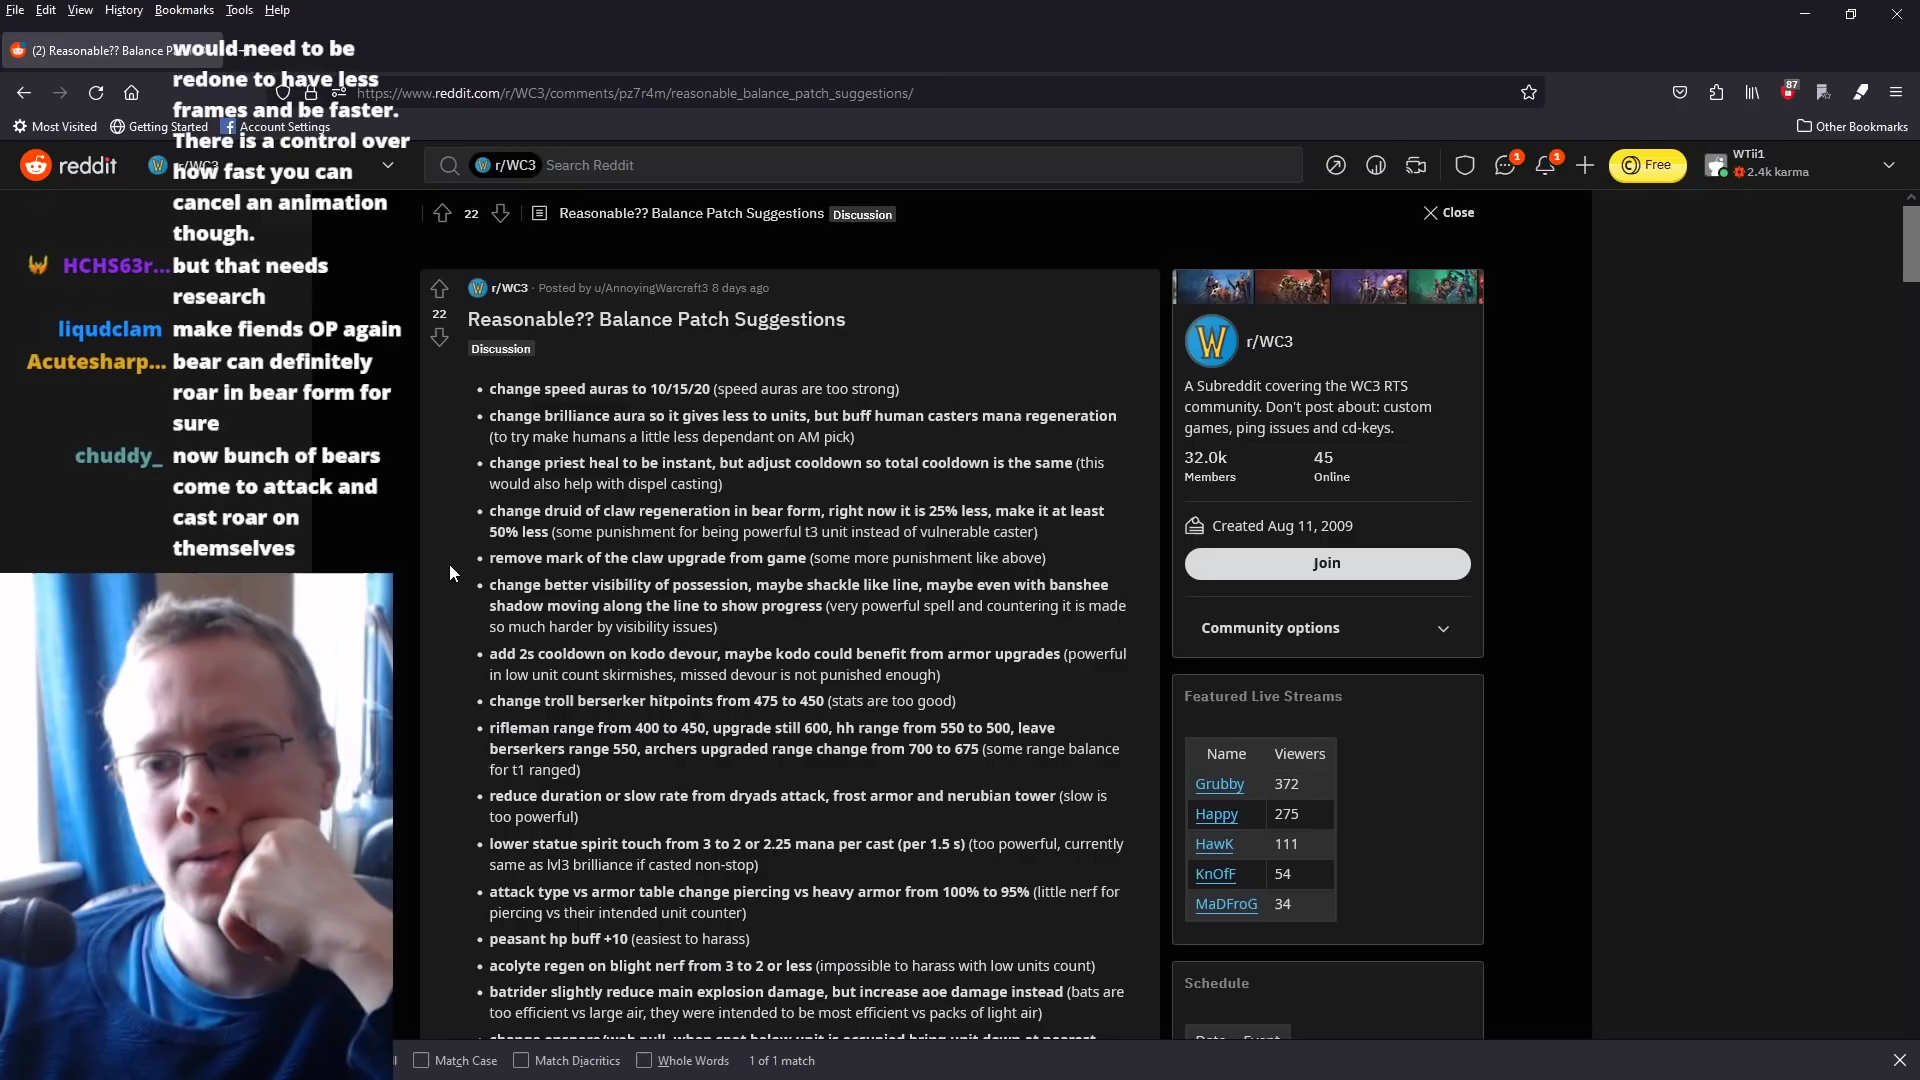 File Edit View History Bookmarks Tools Help
(2) Reasonable?? Balance P
https://www.reddit.com/r/WC3/comments/pz7r4m/reasonable_balance_patch_suggestions/
87
Most Visited Getting Started Account Settings
Other Bookmarks
reddit
r/WC3 Search Reddit
1 1
Free
WTii1
2.4k karma
would need to be
redone to have less
frames and be faster.
There is a control over
how fast you can
cancel an animation
though.
HCHS63r... but that needs
research
liqudclam make fiends OP again
Acutesharp... bear can definitely
roar in bear form for
sure
chuddy_ now bunch of bears
come to attack and
cast roar on
themselves
22 Reasonable?? Balance Patch Suggestions Discussion
Close
r/WC3 · Posted by u/AnnoyingWarcraft3 8 days ago
22
Reasonable?? Balance Patch Suggestions
Discussion
• change speed auras to 10/15/20 (speed auras are too strong)
• change brilliance aura so it gives less to units, but buff human casters mana regeneration
(to try make humans a little less dependant on AM pick)
• change priest heal to be instant, but adjust cooldown so total cooldown is the same (this
would also help with dispel casting)
• change druid of claw regeneration in bear form, right now it is 25% less, make it at least
50% less (some punishment for being powerful t3 unit instead of vulnerable caster)
• remove mark of the claw upgrade from game (some more punishment like above)
• change better visibility of possession, maybe shackle like line, maybe even with banshee
shadow moving along the line to show progress (very powerful spell and countering it is made
so much harder by visibility issues)
• add 2s cooldown on kodo devour, maybe kodo could benefit from armor upgrades (powerful
in low unit count skirmishes, missed devour is not punished enough)
• change troll berserker hitpoints from 475 to 450 (stats are too good)
• rifleman range from 400 to 450, upgrade still 600, hh range from 550 to 500, leave
berserkers range 550, archers upgraded range change from 700 to 675 (some range balance
for t1 ranged)
• reduce duration or slow rate from dryads attack, frost armor and nerubian tower (slow is
too powerful)
• lower statue spirit touch from 3 to 2 or 2.25 mana per cast (per 1.5 s) (too powerful, currently
same as lvl3 brilliance if casted non-stop)
• attack type vs armor table change piercing vs heavy armor from 100% to 95% (little nerf for
piercing vs their intended unit counter)
• peasant hp buff +10 (easiest to harass)
• acolyte regen on blight nerf from 3 to 2 or less (impossible to harass with low units count)
• batrider slightly reduce main explosion damage, but increase aoe damage instead (bats are
too efficient vs large air, they were intended to be most efficient vs packs of light air)
r/WC3
A Subreddit covering the WC3 RTS
community. Don't post about: custom
games, ping issues and cd-keys.
32.0k 45
Members Online
Created Aug 11, 2009
Join
Community options
Featured Live Streams
Name Viewers
Grubby 372
Happy 275
HawK 111
KnOfF 54
MaDFroG 34
Schedule
Match Case Match Diacritics Whole Words 1 of 1 match